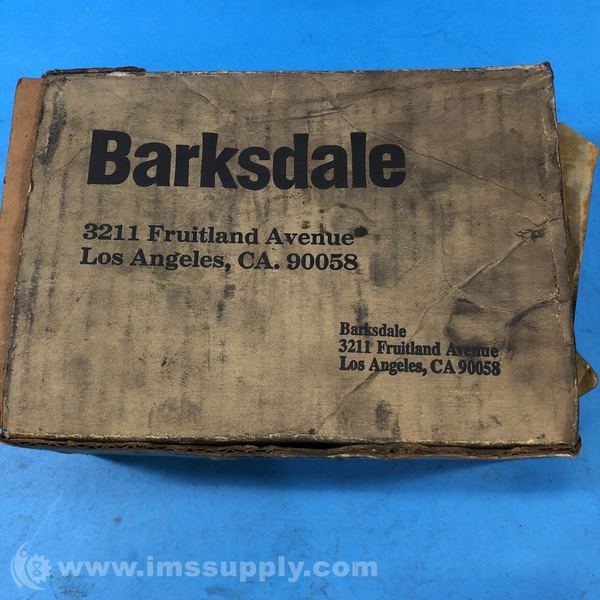 Barksdale
3211 Fruitland Avenue
Los Angeles, CA. 90058
Barksdale
3211 Fruitland Avenue
Los Angeles, CA 90058
www.imssupply.com